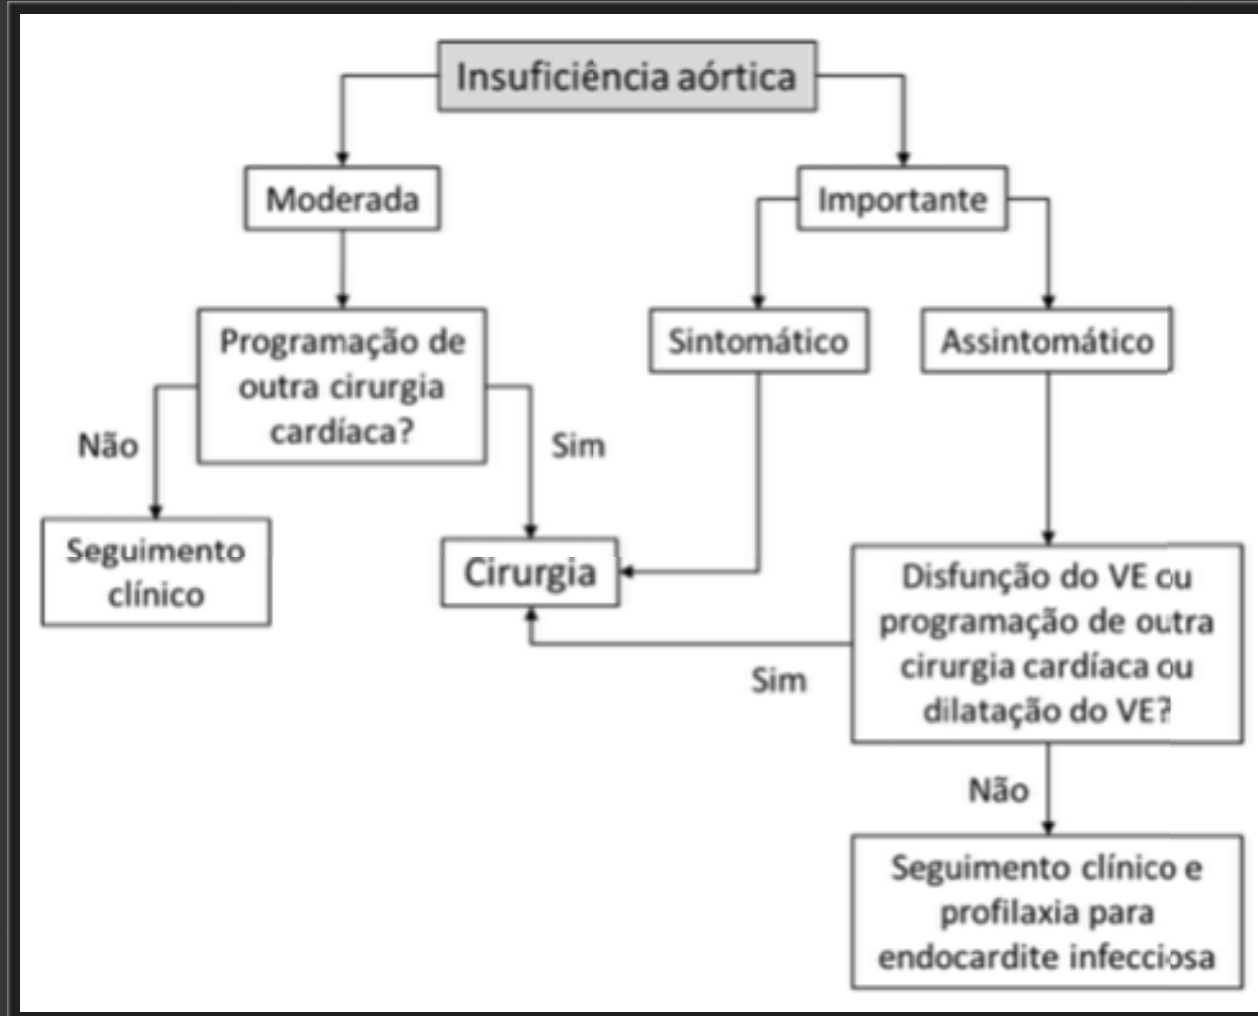 Insuficiência aórtica
Moderada
Importante
Programação de
outra cirurgia
cardíaca?
Sintomático
Assintomático
Não
Sim
Seguimento
clínico
Cirurgia
Disfunção do VE ou
programação de outra
cirurgia cardíaca ou
dilatação do VE?
Sim
Não
Seguimento clínico e
profilaxia para
endocardite infecciosa